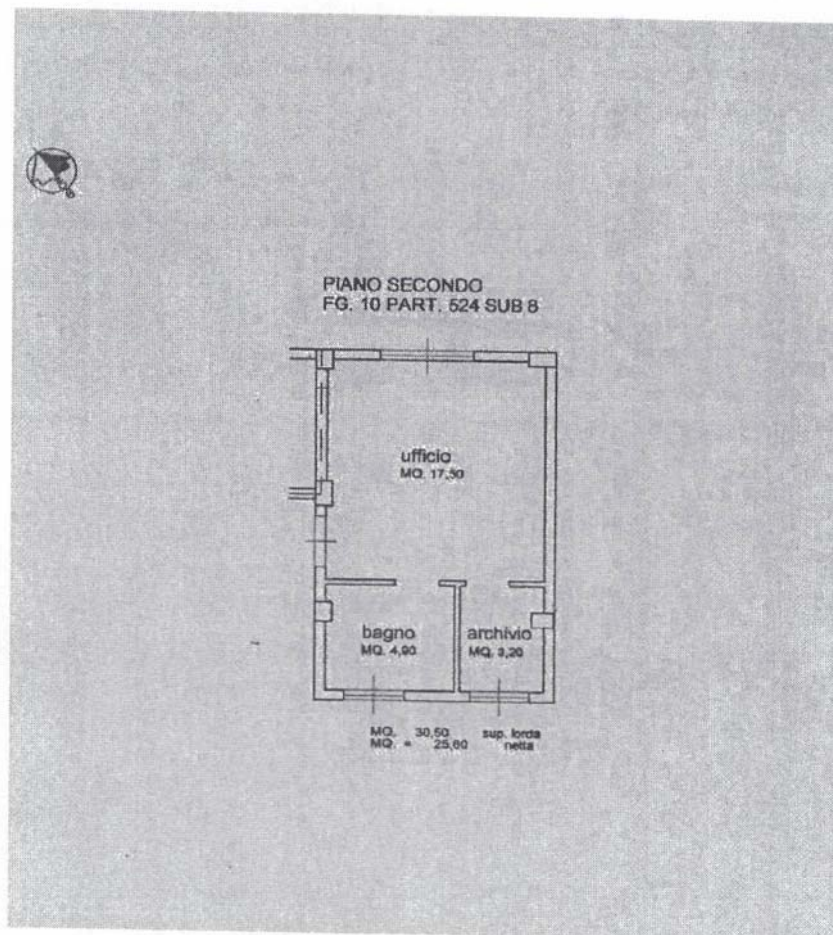 PIANO SECONDO
FG. 10 PART. 524 SUB 8
ufficio
MQ. 17,50
bagno
MQ. 4,90
archivio
MQ. 3,20
MQ. 30,50 sup. lorda
MQ. = 25,60 netta